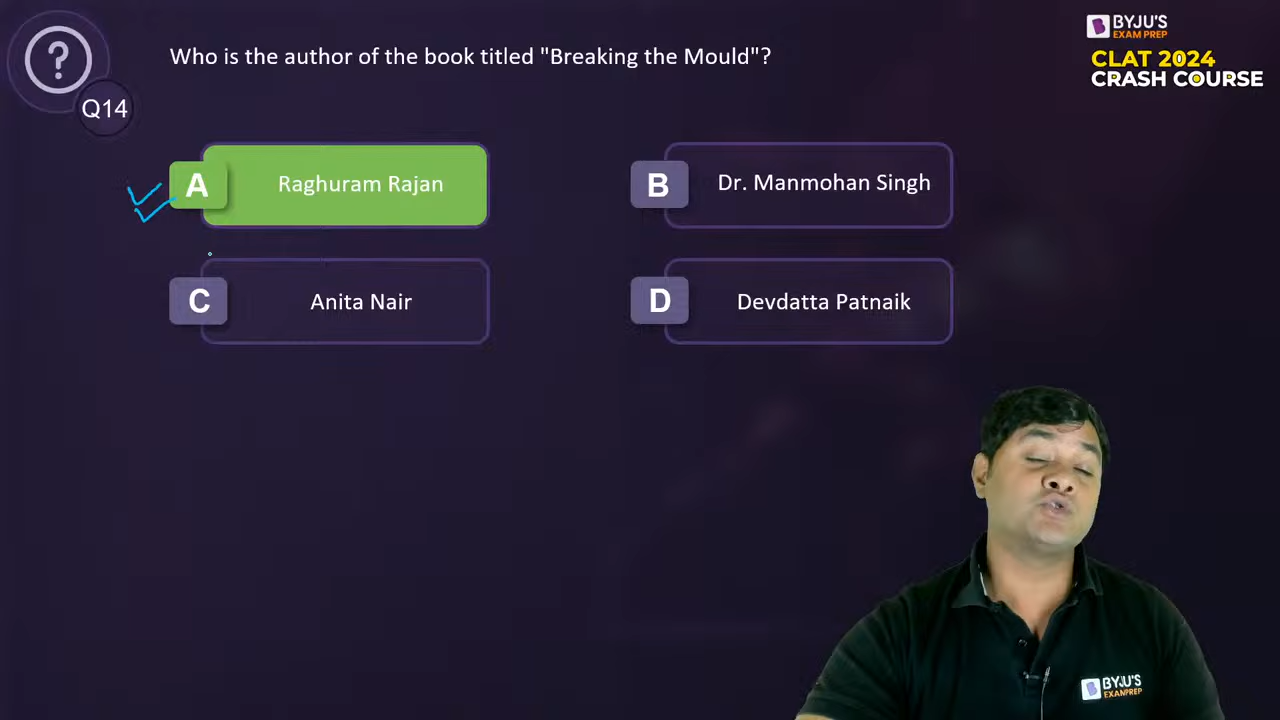 Who is the author of the book titled "Breaking the Mould"?
BYJU'S
EXAM PREP
CLAT 2024
CRASH COURSE
?
Q14
A
Raghuram Rajan
B
Dr. Manmohan Singh
C
Anita Nair
D
Devdatta Patnaik
BYJU'S
EXAM PREP